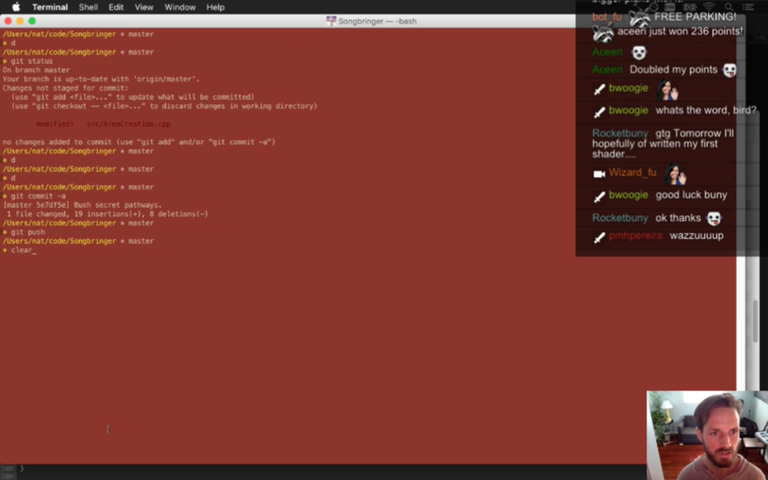 Terminal Shell Edit View Window Help
Songbringer — -bash
/Users/nat/code/Songbringer * master
* d
/Users/nat/code/Songbringer * master
* git status
On branch master
Your branch is up-to-date with 'origin/master'.
Changes not staged for commit:
(use "git add <file>..." to update what will be committed)
(use "git checkout -- <file>..." to discard changes in working directory)
modified: src/AreaCreation.cpp
no changes added to commit (use "git add" and/or "git commit -a")
/Users/nat/code/Songbringer * master
* d
/Users/nat/code/Songbringer * master
* d
/Users/nat/code/Songbringer * master
* git commit -a
[master 5e7df5e] Bush secret pathways.
1 file changed, 19 insertions(+), 8 deletions(-)
/Users/nat/code/Songbringer * master
* git push
/Users/nat/code/Songbringer * master
* clear_
bot_fu FREE PARKING!
aceen just won 236 points!
Aceen
Aceen Doubled my points
bwoogie
bwoogie whats the word, bird?
Rocketbuny gtg Tomorrow I'll
hopefully of written my first
shader....
Wizard_fu
bwoogie good luck buny
Rocketbuny ok thanks
pmhpereira wazzuuuup
}